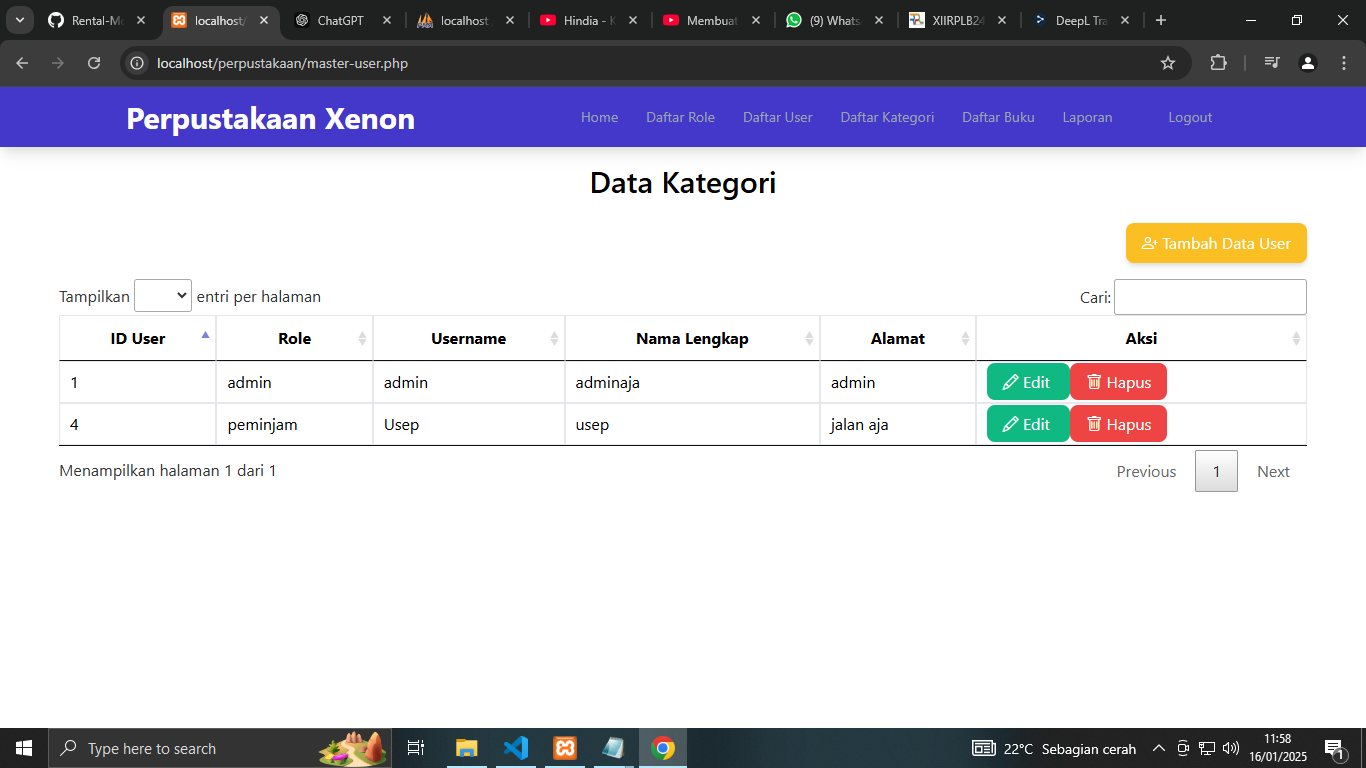 Rental-Mo
localhost/
ChatGPT
localhost
Hindia - K
Membuat
(9) Whats
XIIRPLB24
DeepL Tra
localhost/perpustakaan/master-user.php
Perpustakaan Xenon Home Daftar Role Daftar User Daftar Kategori Daftar Buku Laporan Logout
Data Kategori
Tambah Data User
Tampilkan entri per halaman Cari:
ID User Role Username Nama Lengkap Alamat Aksi
1 admin admin adminaja admin Edit Hapus
4 peminjam Usep usep jalan aja Edit Hapus
Menampilkan halaman 1 dari 1 Previous 1 Next
Type here to search 22°C Sebagian cerah 11:58
16/01/2025
1